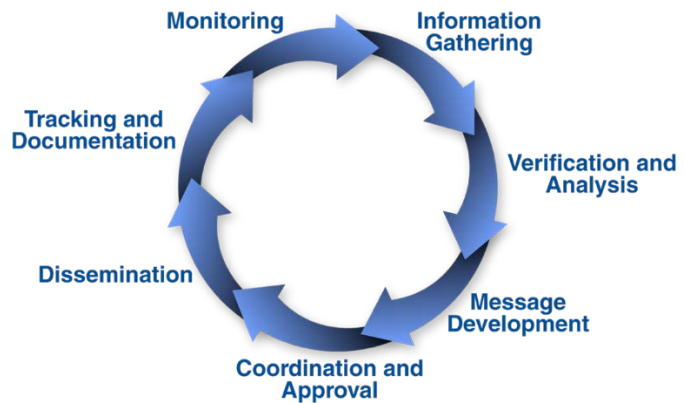 Monitoring
Information
Gathering
Verification and
Analysis
Message
Development
Coordination and
Approval
Dissemination
Tracking and
Documentation